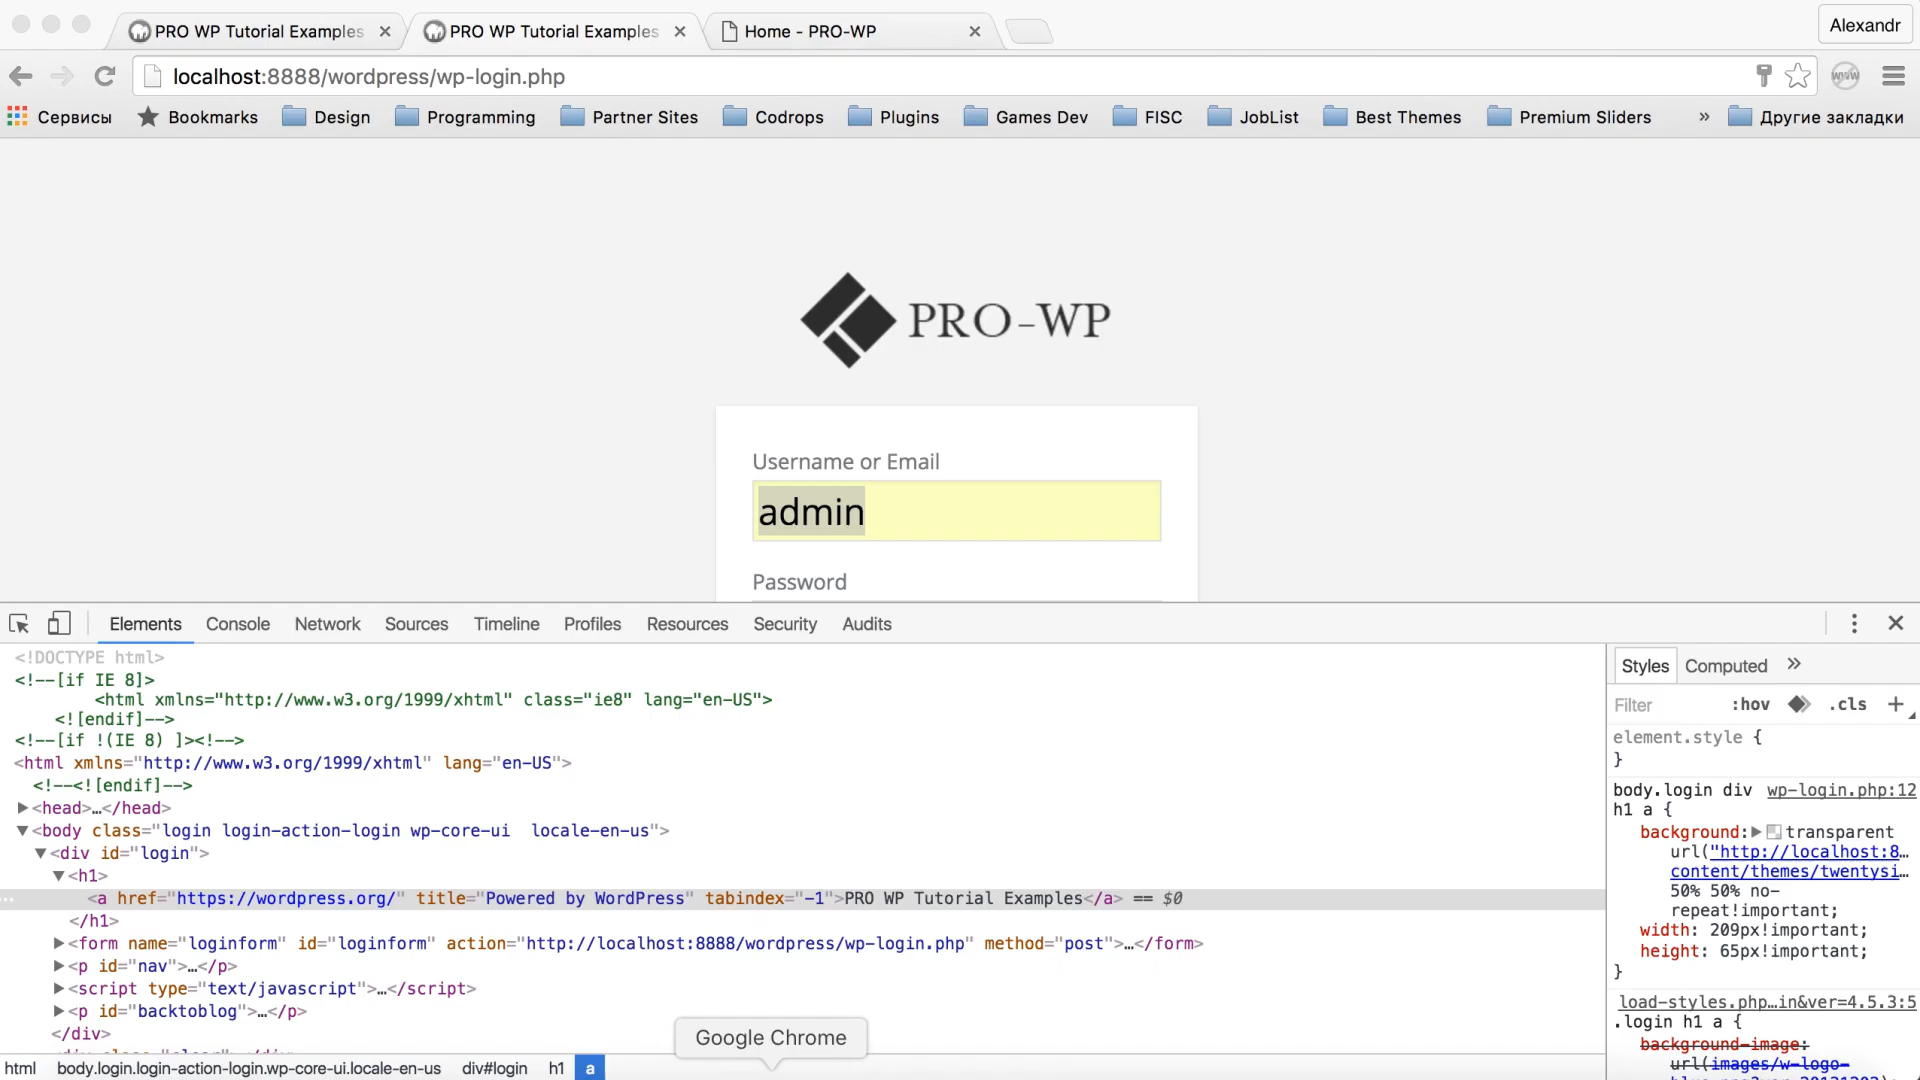 PRO WP Tutorial Examples
PRO WP Tutorial Examples
Home - PRO-WP
Alexandr
localhost:8888/wordpress/wp-login.php
Сервисы
Bookmarks
Design
Programming
Partner Sites
Codrops
Plugins
Games Dev
FISC
JobList
Best Themes
Premium Sliders
»
Другие закладки
PRO-WP
Username or Email
admin
Password
Elements Console Network Sources Timeline Profiles Resources Security Audits
<!DOCTYPE html>
<!--[if IE 8]>
<html xmlns="http://www.w3.org/1999/xhtml" class="ie8" lang="en-US">
<![endif]-->
<!--[if !(IE 8) ]><!-->
<html xmlns="http://www.w3.org/1999/xhtml" lang="en-US">
<!--<![endif]-->
<head>…</head>
<body class="login login-action-login wp-core-ui  locale-en-us">
<div id="login">
<h1>
<a href="https://wordpress.org/" title="Powered by WordPress" tabindex="-1">PRO WP Tutorial Examples</a> == $0
</h1>
<form name="loginform" id="loginform" action="http://localhost:8888/wordpress/wp-login.php" method="post">…</form>
<p id="nav">…</p>
<script type="text/javascript">…</script>
<p id="backtoblog">…</p>
</div>
html body.login.login-action-login.wp-core-ui.locale-en-us div#login h1 a
Google Chrome
Styles Computed »
Filter :hov .cls +
element.style {
}
body.login div wp-login.php:12
h1 a {
background: transparent
url("http://localhost:8…
content/themes/twentysi…
50% 50% no-
repeat!important;
width: 209px!important;
height: 65px!important;
}
load-styles.php…in&ver=4.5.3:5
.login h1 a {
background-image:
url(images/w-logo-